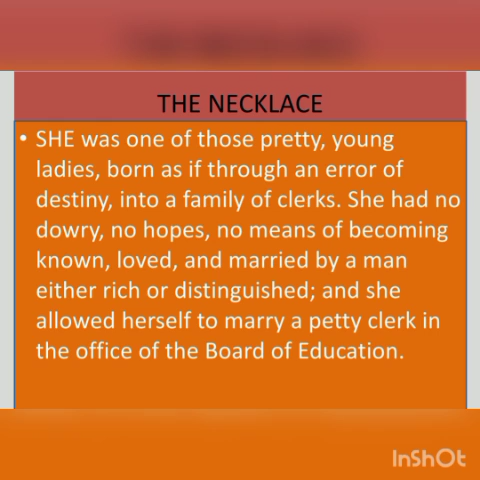 THE NECKLACE
• SHE was one of those pretty, young
ladies, born as if through an error of
destiny, into a family of clerks. She had no
dowry, no hopes, no means of becoming
known, loved, and married by a man
either rich or distinguished; and she
allowed herself to marry a petty clerk in
the office of the Board of Education.
InShOt